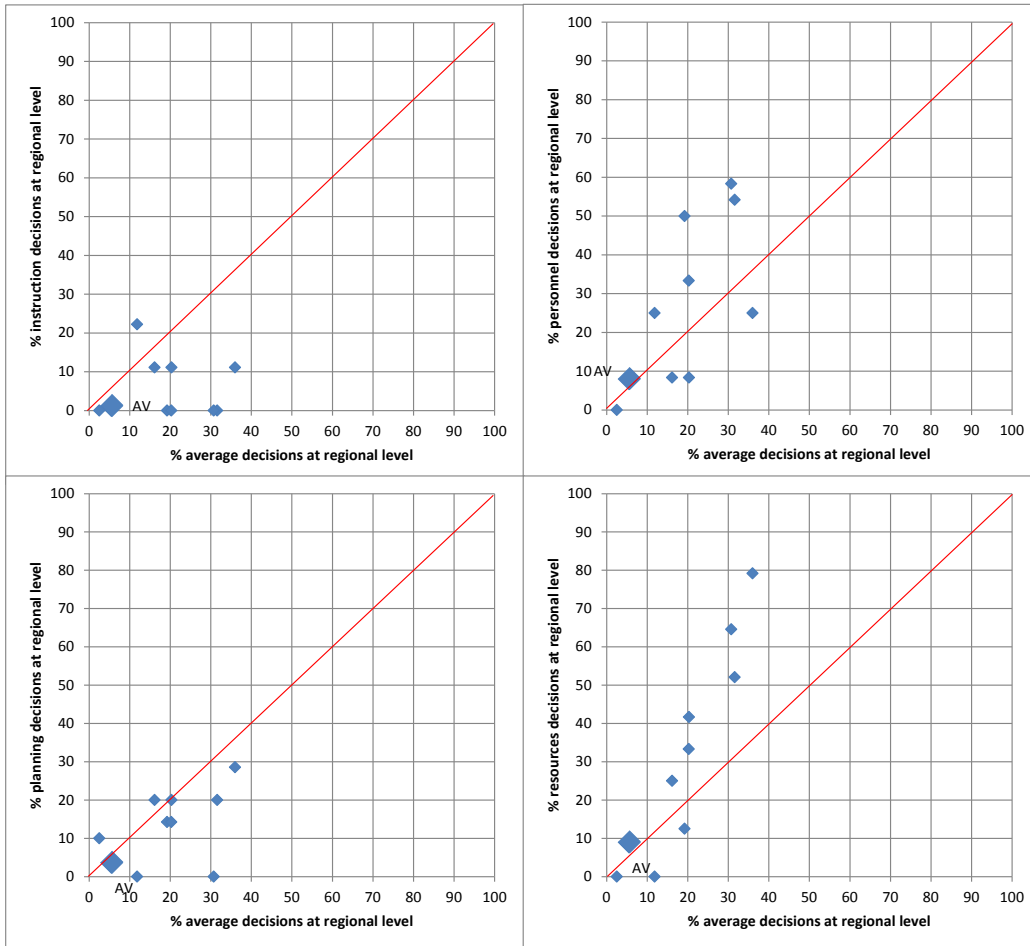 % instruction decisions at regional level
100
90
80
70
60
50
40
30
20
10
0
AV
0 10 20 30 40 50 60 70 80 90 100
% average decisions at regional level
% personnel decisions at regional level
100
90
80
70
60
50
40
30
20
10
0
AV
0 10 20 30 40 50 60 70 80 90 100
% average decisions at regional level
% planning decisions at regional level
100
90
80
70
60
50
40
30
20
10
0
AV
0 10 20 30 40 50 60 70 80 90 100
% average decisions at regional level
% resources decisions at regional level
100
90
80
70
60
50
40
30
20
10
0
AV
0 10 20 30 40 50 60 70 80 90 100
% average decisions at regional level